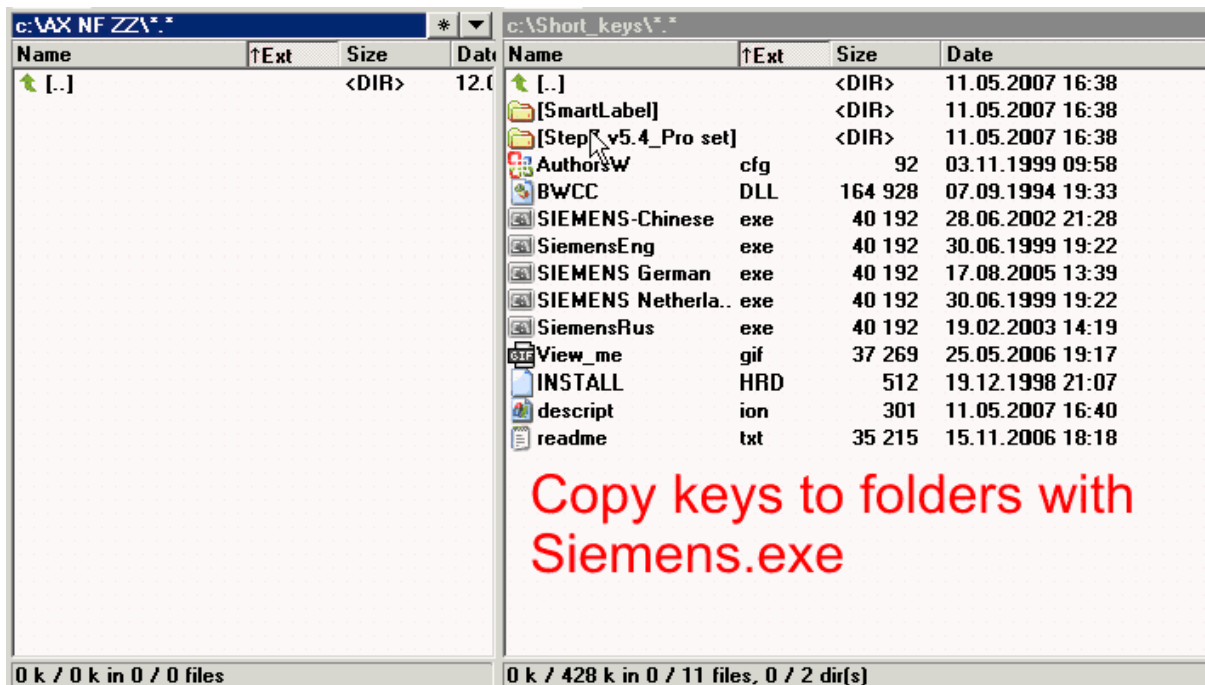 c:\AX NF ZZ\*.* * ▼
Name ↑Ext Size Date
[..] <DIR> 12.0
0 k / 0 k in 0 / 0 files
c:\Short_keys\*.*
Name ↑Ext Size Date
[..] <DIR> 11.05.2007 16:38
[SmartLabel] <DIR> 11.05.2007 16:38
[Step v5.4_Pro set] <DIR> 11.05.2007 16:38
AuthorsW cfg 92 03.11.1999 09:58
BWCC DLL 164 928 07.09.1994 19:33
SIEMENS-Chinese exe 40 192 28.06.2002 21:28
SiemensEng exe 40 192 30.06.1999 19:22
SIEMENS German exe 40 192 17.08.2005 13:39
SIEMENS Netherla.. exe 40 192 30.06.1999 19:22
SiemensRus exe 40 192 19.02.2003 14:19
View_me gif 37 269 25.05.2006 19:17
INSTALL HRD 512 19.12.1998 21:07
descript ion 301 11.05.2007 16:40
readme txt 35 215 15.11.2006 18:18
Copy keys to folders with
Siemens.exe
0 k / 428 k in 0 / 11 files, 0 / 2 dir(s)